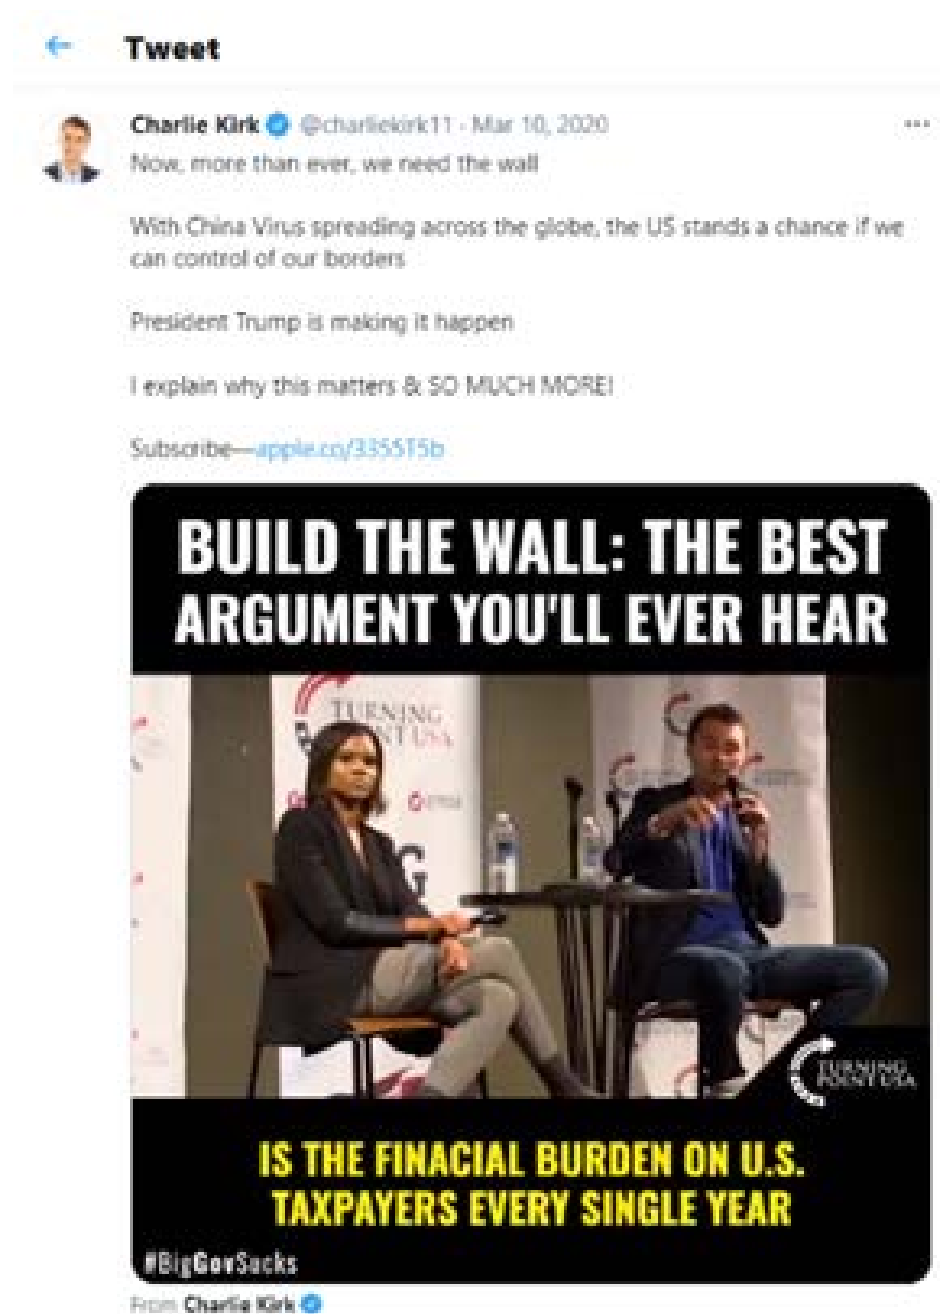 Tweet
Charlie Kirk @charliekirk11 · Mar 10, 2020
Now, more than ever, we need the wall
With China Virus spreading across the globe, the US stands a chance if we
can control of our borders
President Trump is making it happen
I explain why this matters & SO MUCH MORE!
Subscribe—apple.co/
BUILD THE WALL: THE BEST
ARGUMENT YOU'LL EVER HEAR
TURNING
POINT USA
TURNING
POINT USA
IS THE FINACIAL BURDEN ON U.S.
TAXPAYERS EVERY SINGLE YEAR
#BigGovSucks
From Charlie Kirk